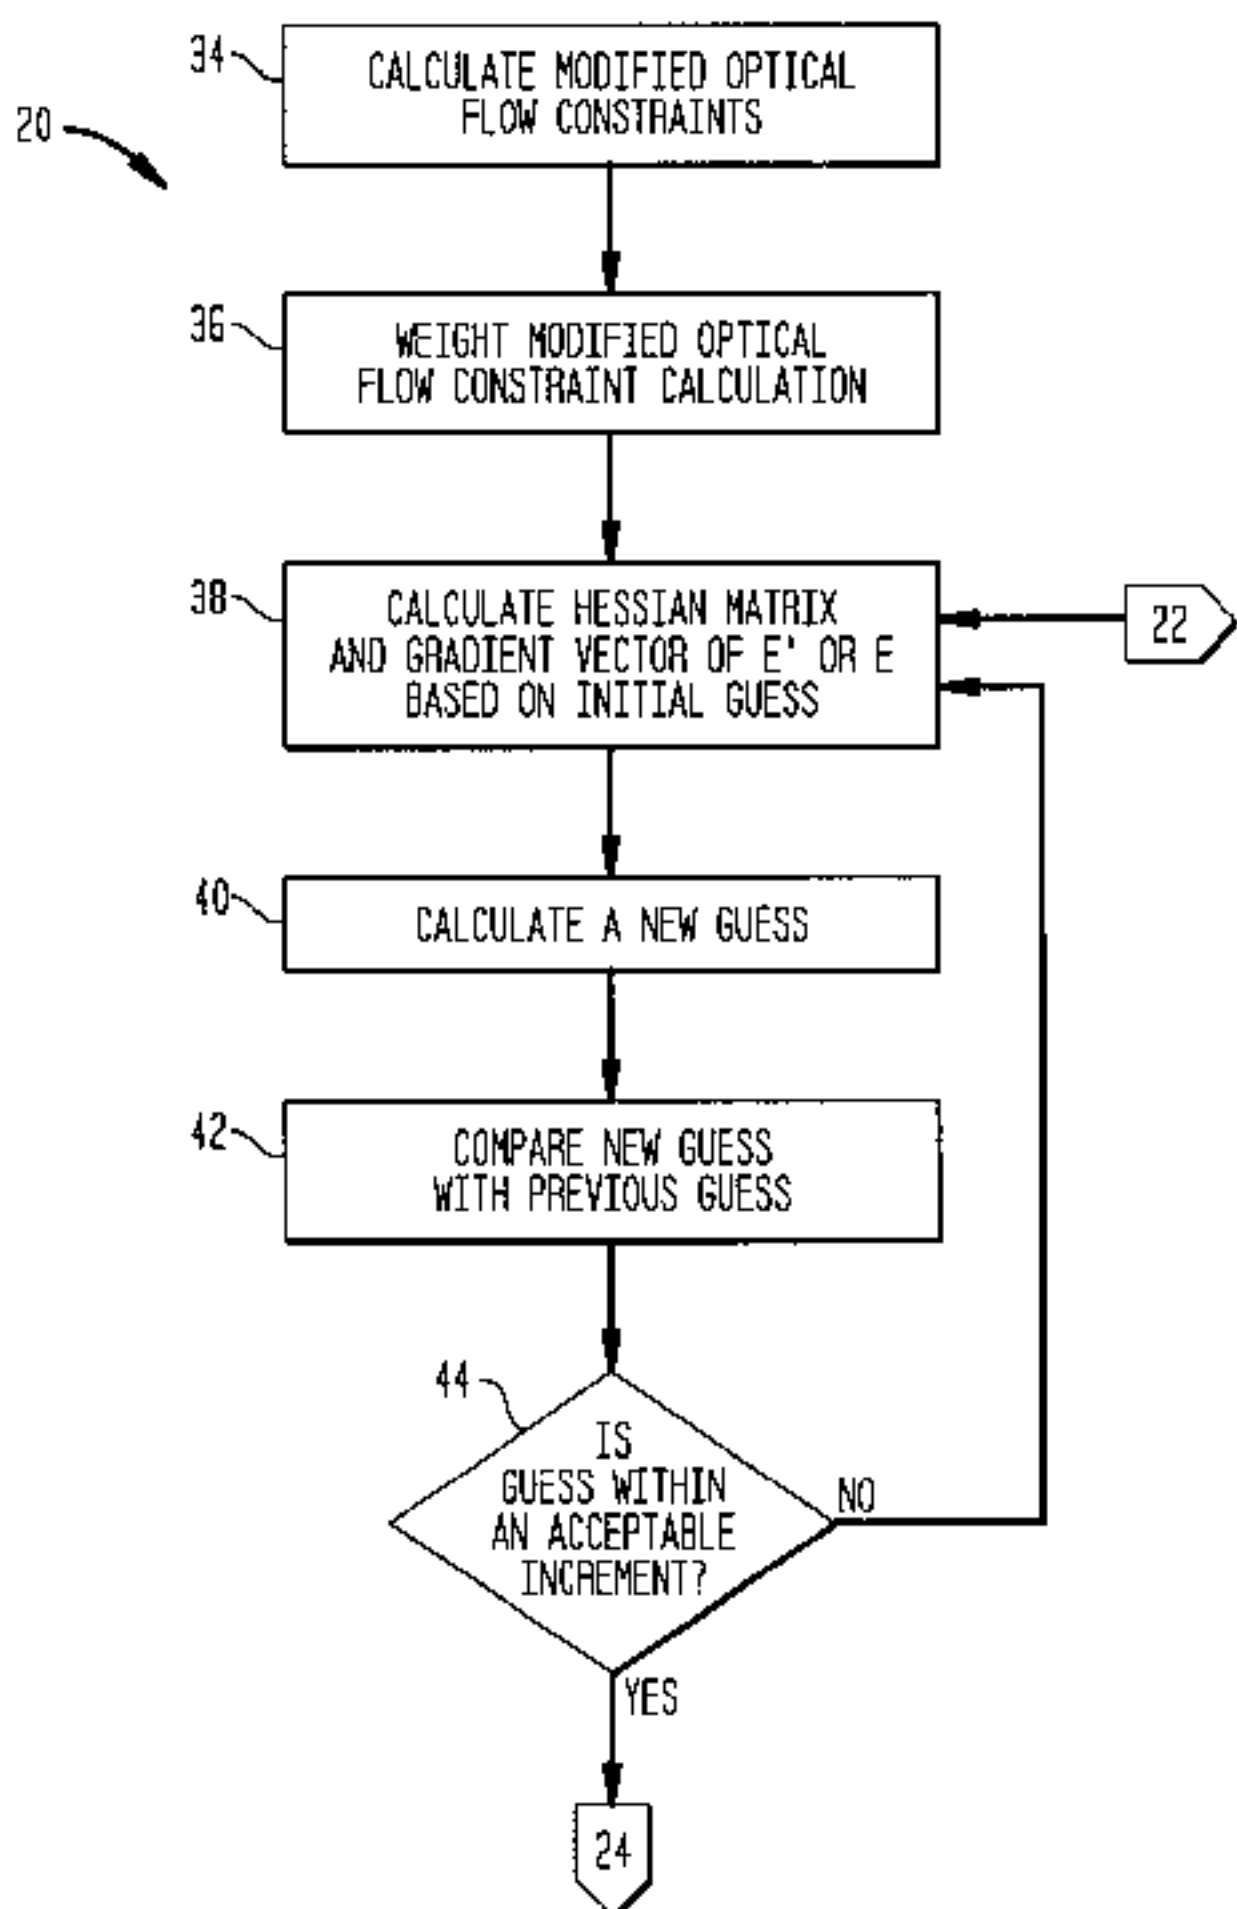 34
CALCULATE MODIFIED OPTICAL
FLOW CONSTRAINTS
20
36
WEIGHT MODIFIED OPTICAL
FLOW CONSTRAINT CALCULATION
38
CALCULATE HESSIAN MATRIX
AND GRADIENT VECTOR OF E' OR E
BASED ON INITIAL GUESS
22
40
CALCULATE A NEW GUESS
42
COMPARE NEW GUESS
WITH PREVIOUS GUESS
44
IS
GUESS WITHIN
AN ACCEPTABLE
INCREMENT?
NO
YES
24